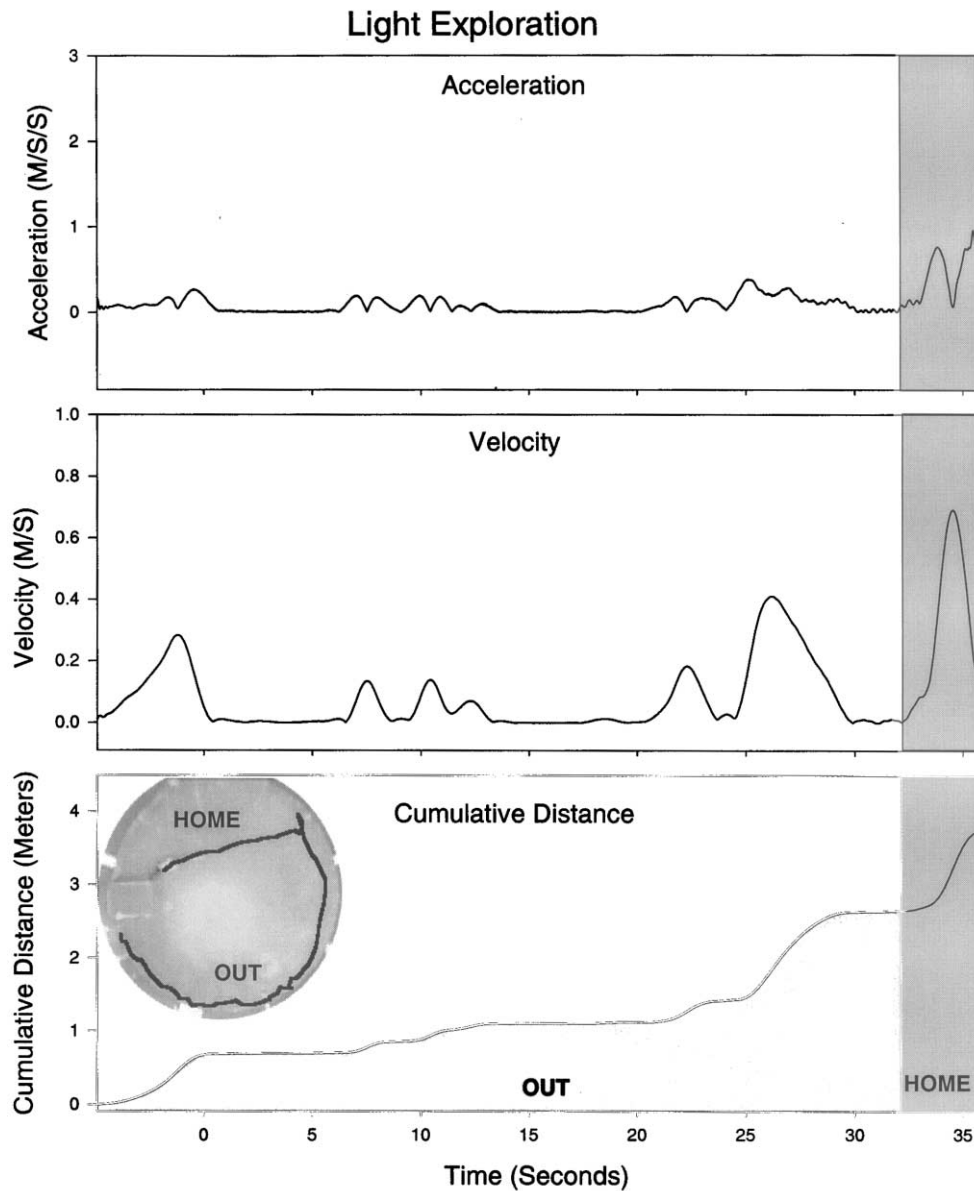 Light Exploration
Acceleration
Acceleration (M/S/S)
3
2
1
0
Velocity
Velocity (M/S)
1.0
0.8
0.6
0.4
0.2
0.0
Cumulative Distance
Cumulative Distance (Meters)
4
3
2
1
0
HOME
OUT
OUT
HOME
0 5 10 15 20 25 30 35
Time (Seconds)